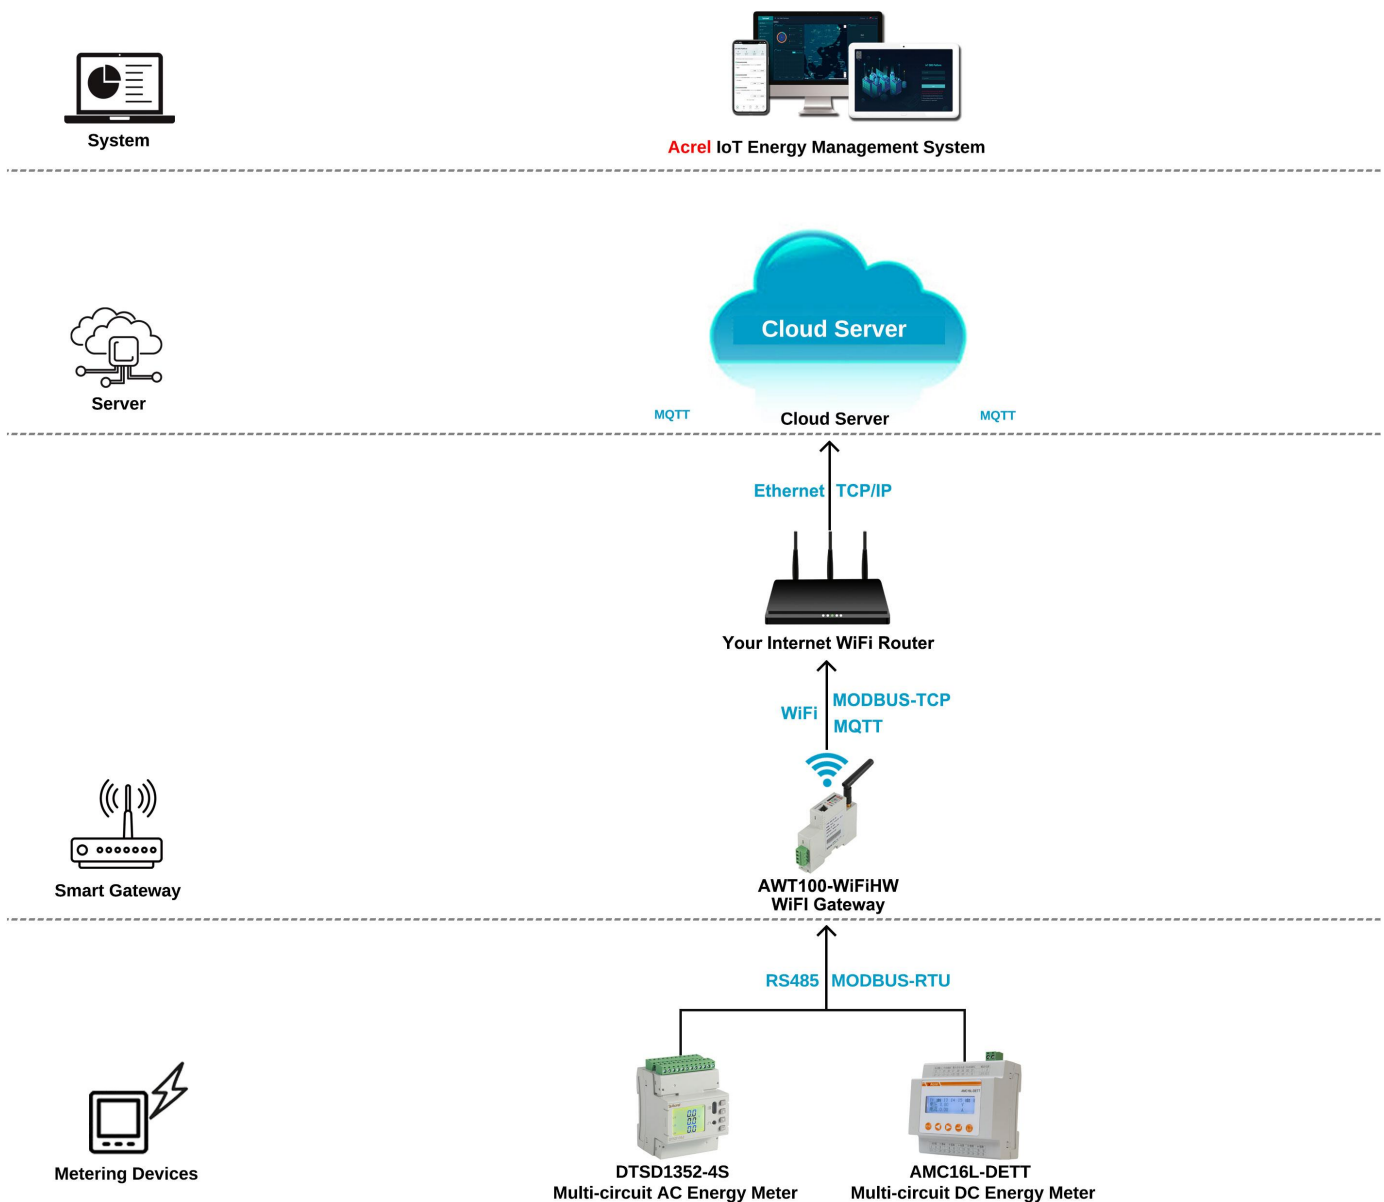 System
Acrel IoT Energy Management System
Cloud Server
Server
MQTT
Cloud Server
MQTT
Ethernet TCP/IP
Your Internet WiFi Router
WiFi
MODBUS-TCP
MQTT
Smart Gateway
AWT100-WiFiHW
WiFI Gateway
RS485 MODBUS-RTU
Metering Devices
DTSD1352-4S
Multi-circuit AC Energy Meter
AMC16L-DETT
Multi-circuit DC Energy Meter